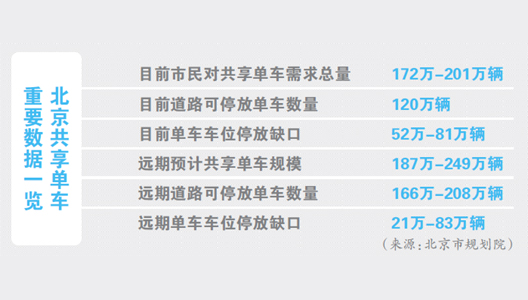 北京共享单车
重要数据一览
目前市民对共享单车需求总量 172万-201万辆
目前道路可停放单车数量 120万辆
目前单车车位停放缺口 52万-81万辆
远期预计共享单车规模 187万-249万辆
远期道路可停放单车数量 166万-208万辆
远期单车车位停放缺口 21万-83万辆
（来源:北京市规划院）